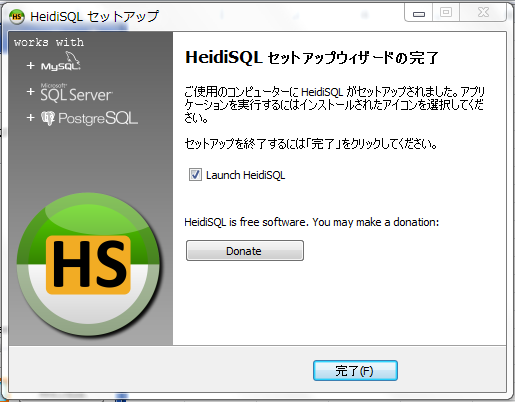 HeidiSQL セットアップ
works with
+ MySQL
+ Microsoft SQL Server
+ PostgreSQL
HS
HeidiSQL セットアップウィザードの完了
ご使用のコンピューターに HeidiSQL がセットアップされました。アプリ
ケーションを実行するにはインストールされたアイコンを選択してくだ
さい。
セットアップを終了するには「完了」をクリックしてください。
Launch HeidiSQL
HeidiSQL is free software. You may make a donation:
Donate
完了(F)